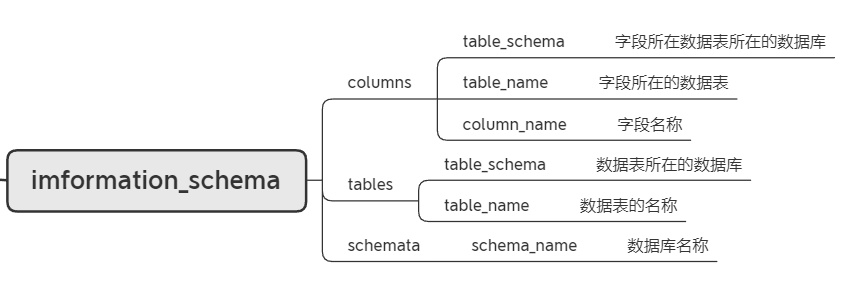 table_schema 字段所在数据表所在的数据库
columns
table_name 字段所在的数据表
column_name 字段名称
imformation_schema
table_schema 数据表所在的数据库
tables
table_name 数据表的名称
schemata schema_name 数据库名称